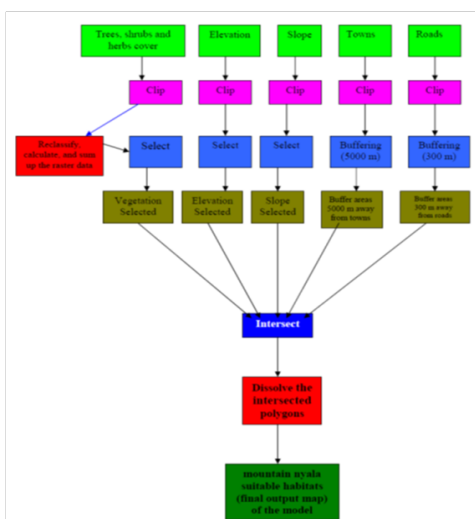 Trees, shrubs and
herbs cover
Elevation
Slope
Towns
Roads
Clip
Clip
Clip
Clip
Clip
Reclassify,
calculate, and sum
up the raster data
Select
Select
Select
Buffering
(5000 m)
Buffering
(300 m)
Vegetation
Selected
Elevation
Selected
Slope
Selected
Buffer areas
5000 m away
from towns
Buffer areas
300 m away
from roads
Intersect
Dissolve the
intersected
polygons
mountain nyala
suitable habitats
(final output map)
of the model